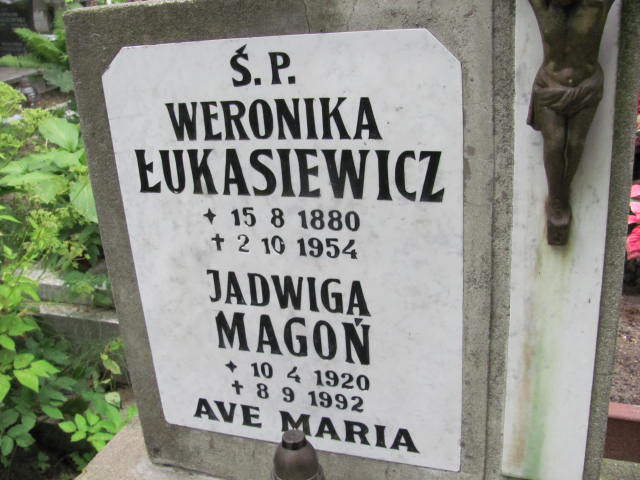 Ś. P.
WERONIKA
ŁUKASIEWICZ
* 15 8 1880
† 2 10 1954
JADWIGA
MAGOŃ
* 10 4 1920
† 8 9 1992
AVE MARIA